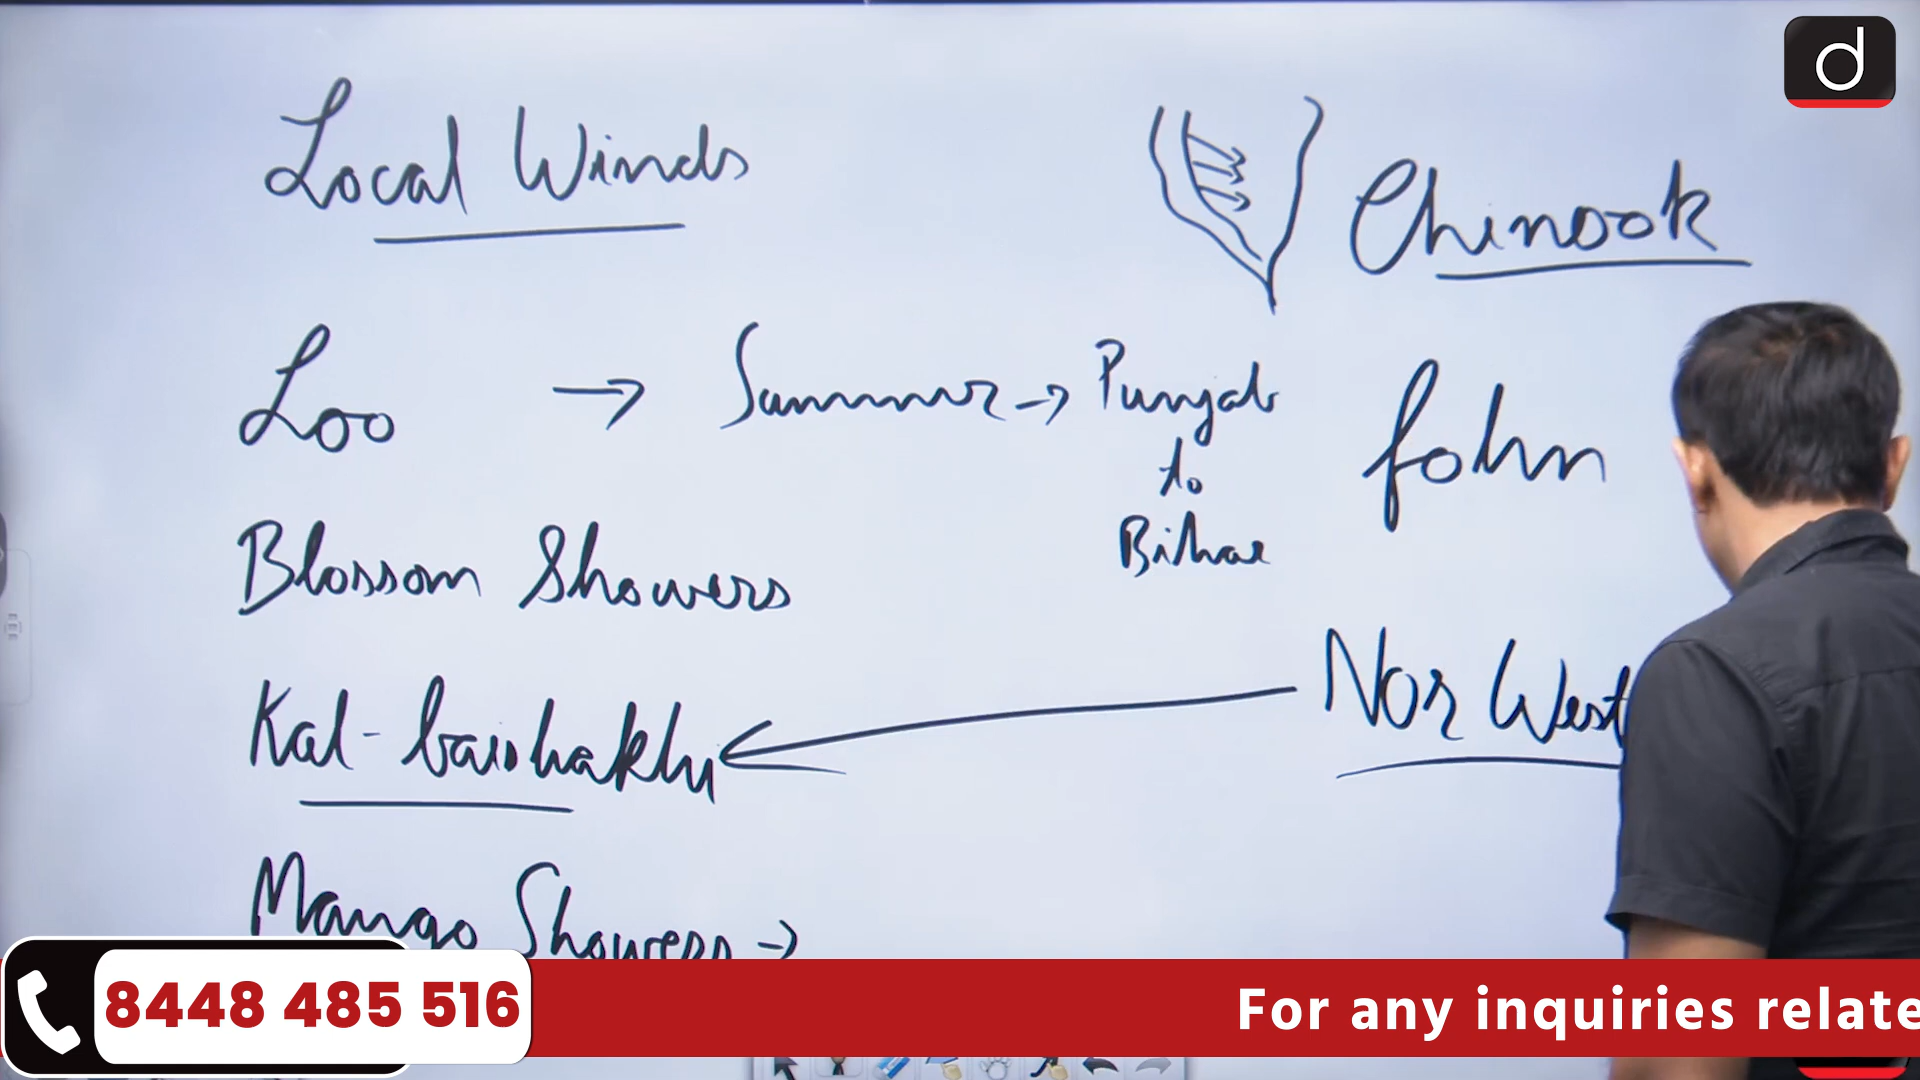 d
Local Winds
Chinook
Loo → Summer → Punjab
to
Bihar
fohn
Blossom Showers
Kal-baishakhi
Nor West
Mango Showers →
8448 485 516
For any inquiries relate